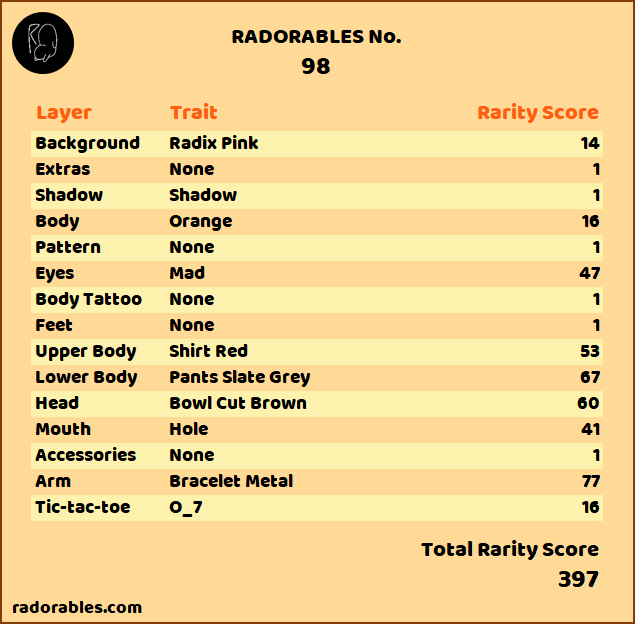 RADORABLES No.
98
Layer Trait Rarity Score
Background Radix Pink 14
Extras None 1
Shadow Shadow 1
Body Orange 16
Pattern None 1
Eyes Mad 47
Body Tattoo None 1
Feet None 1
Upper Body Shirt Red 53
Lower Body Pants Slate Grey 67
Head Bowl Cut Brown 60
Mouth Hole 41
Accessories None 1
Arm Bracelet Metal 77
Tic-tac-toe O_7 16
Total Rarity Score
397
radorables.com